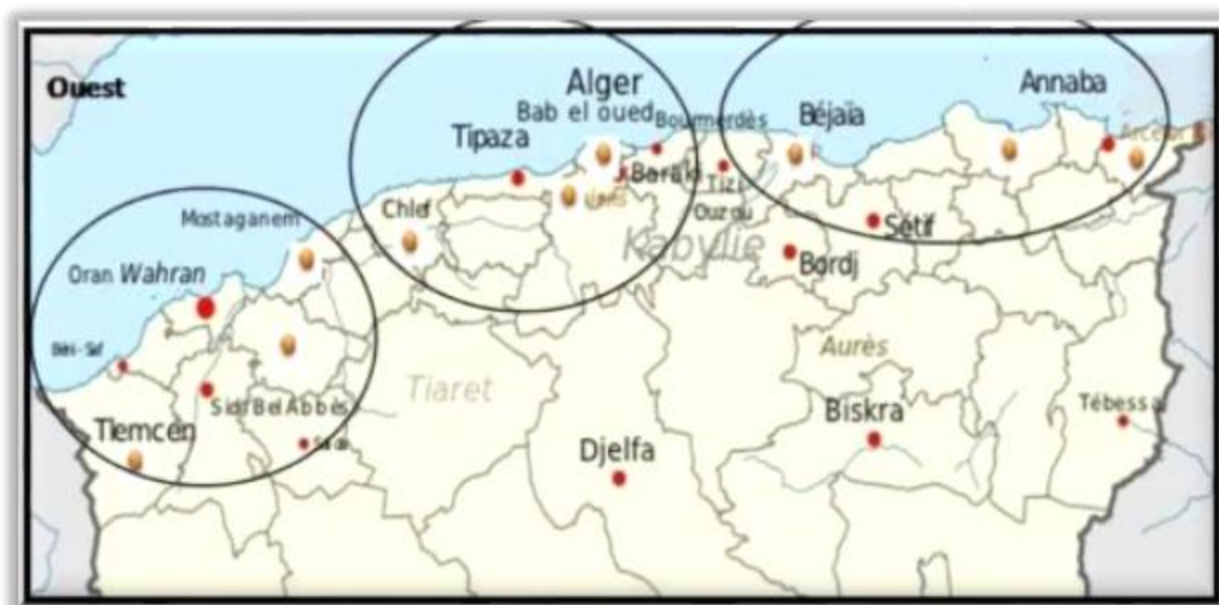 Ouest
Alger
Annaba
Bab el oued
Boumerdès
Béjaïa
Tipaza
Baraki
Tizi
Ouzou
Chlef
Mostaganem
Sétif
Kabylie
Bordj
Oran Wahran
Aurès
Tiaret
Sidi Bel Abbès
Biskra
Tébessa
Tlemcen
Djelfa